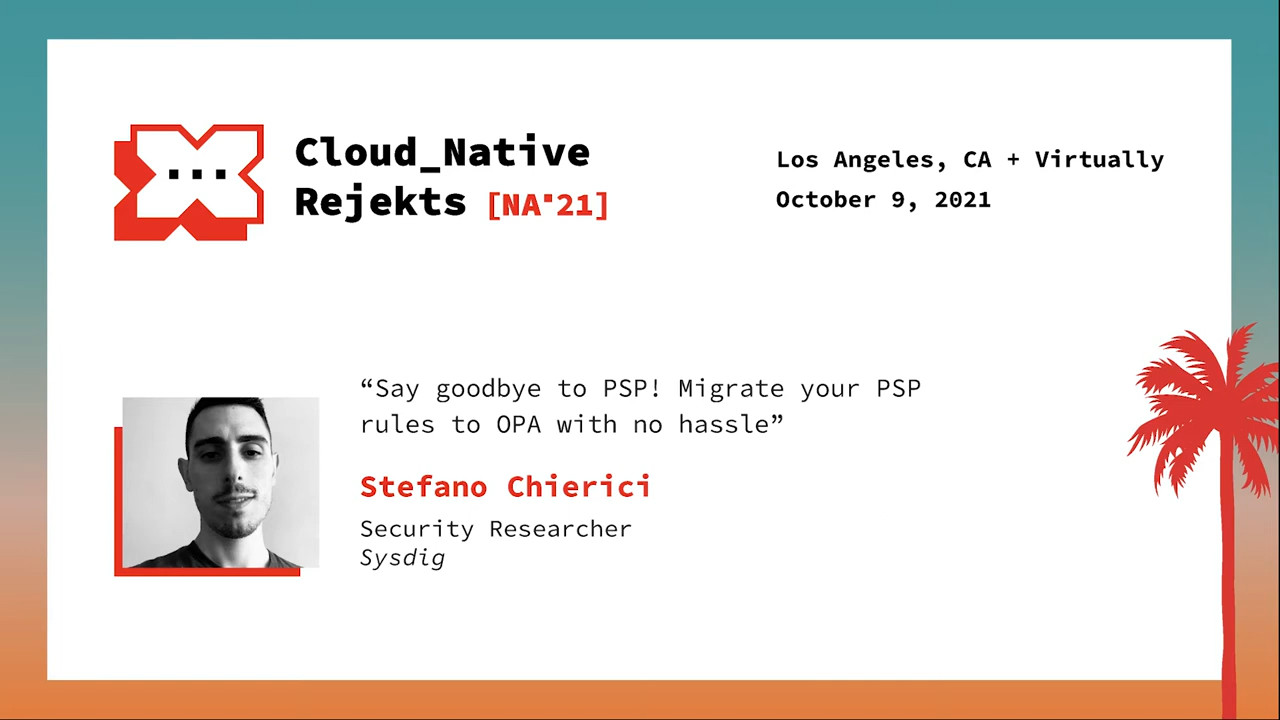 Cloud_Native
Rejekts [NA"21]
Los Angeles, CA + Virtually
October 9, 2021
“Say goodbye to PSP! Migrate your PSP
rules to OPA with no hassle”
Stefano Chierici
Security Researcher
Sysdig